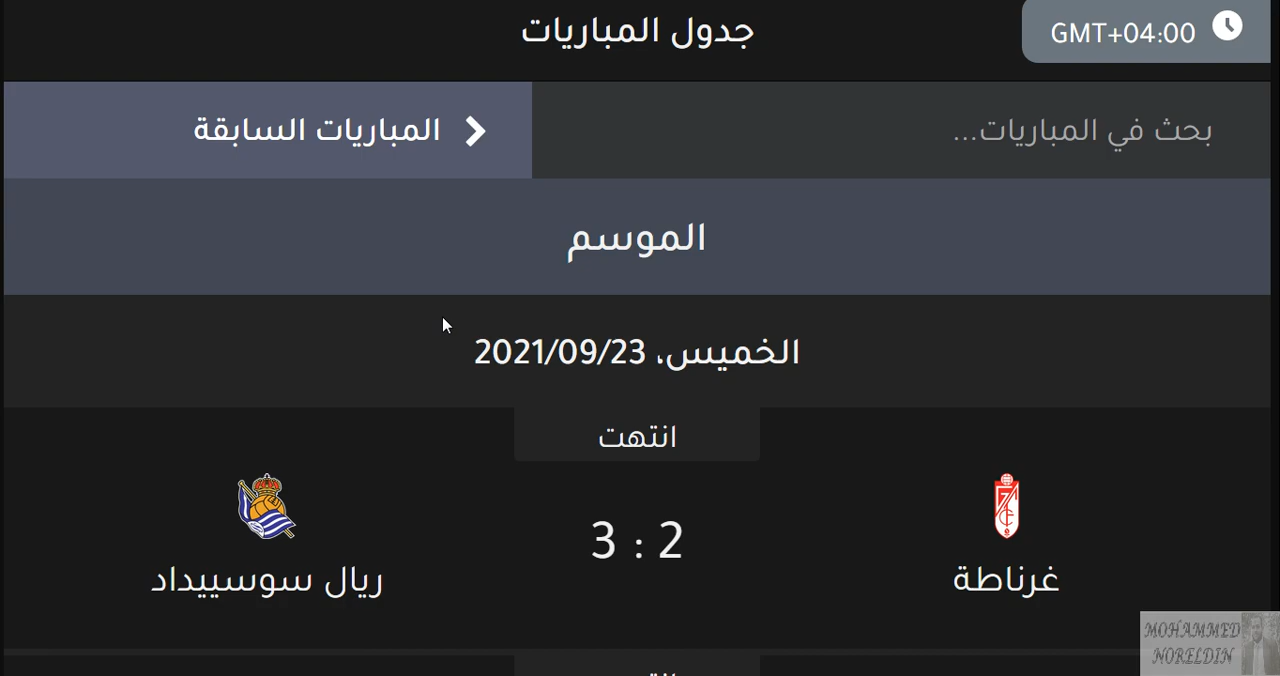 GMT+04:00
جدول المباريات
بحث في المباريات...
المباريات السابقة
الموسم
الخميس، 2021/09/23
انتهت
3 : 2
غرناطة
ريال سوسييداد
MOHAMMED
NORELDIN